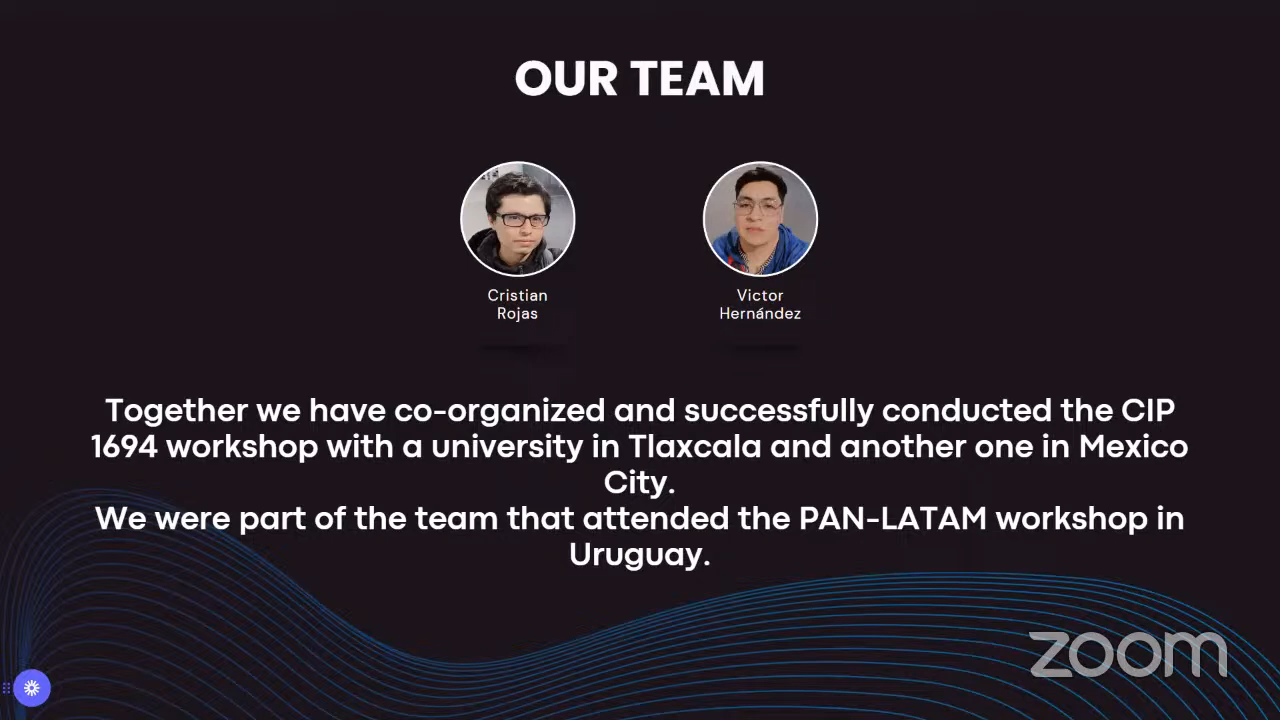 OUR TEAM
Cristian
Rojas
Victor
Hernández
Together we have co-organized and successfully conducted the CIP
1694 workshop with a university in Tlaxcala and another one in Mexico
City.
We were part of the team that attended the PAN-LATAM workshop in
Uruguay.
zoom